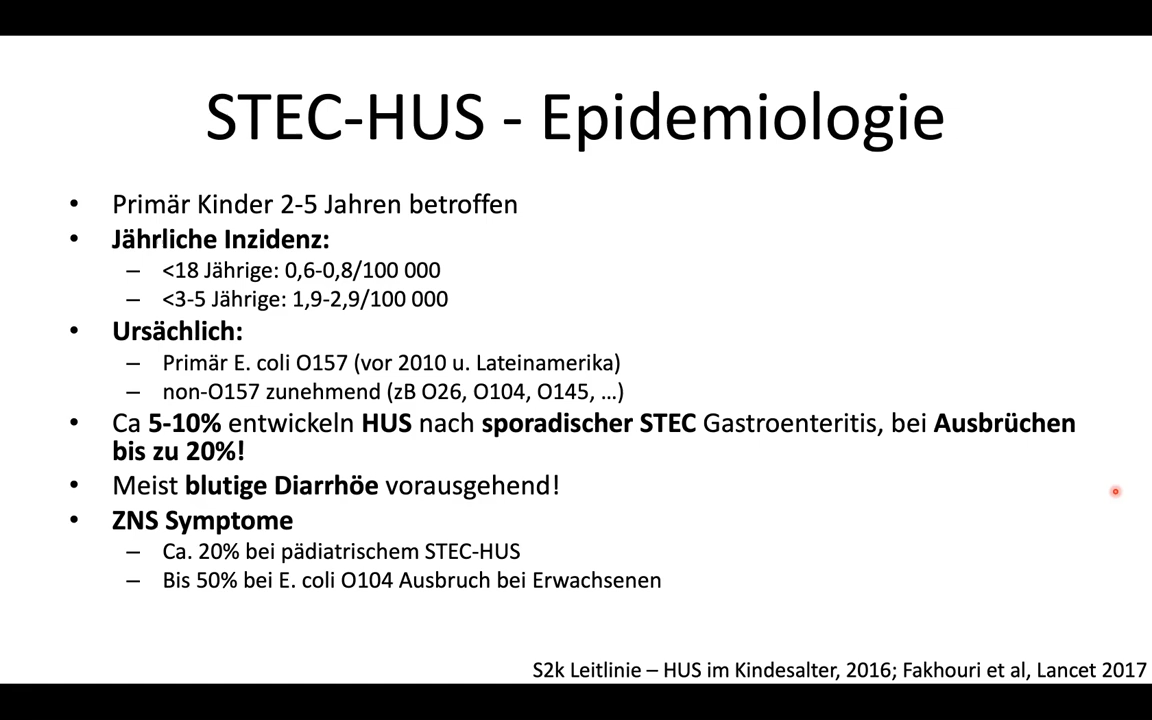 STEC-HUS - Epidemiologie
• Primär Kinder 2-5 Jahren betroffen
• Jährliche Inzidenz:
– <18 Jährige: 0,6-0,8/100 000
– <3-5 Jährige: 1,9-2,9/100 000
• Ursächlich:
– Primär E. coli O157 (vor 2010 u. Lateinamerika)
– non-O157 zunehmend (zB O26, O104, O145, …)
• Ca 5-10% entwickeln HUS nach sporadischer STEC Gastroenteritis, bei Ausbrüchen
bis zu 20%!
• Meist blutige Diarrhöe vorausgehend!
• ZNS Symptome
– Ca. 20% bei pädiatrischem STEC-HUS
– Bis 50% bei E. coli O104 Ausbruch bei Erwachsenen
S2k Leitlinie – HUS im Kindesalter, 2016; Fakhouri et al, Lancet 2017